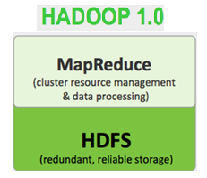 HADOOP 1.0
MapReduce
(cluster resource management
& data processing)
HDFS
(redundant, reliable storage)